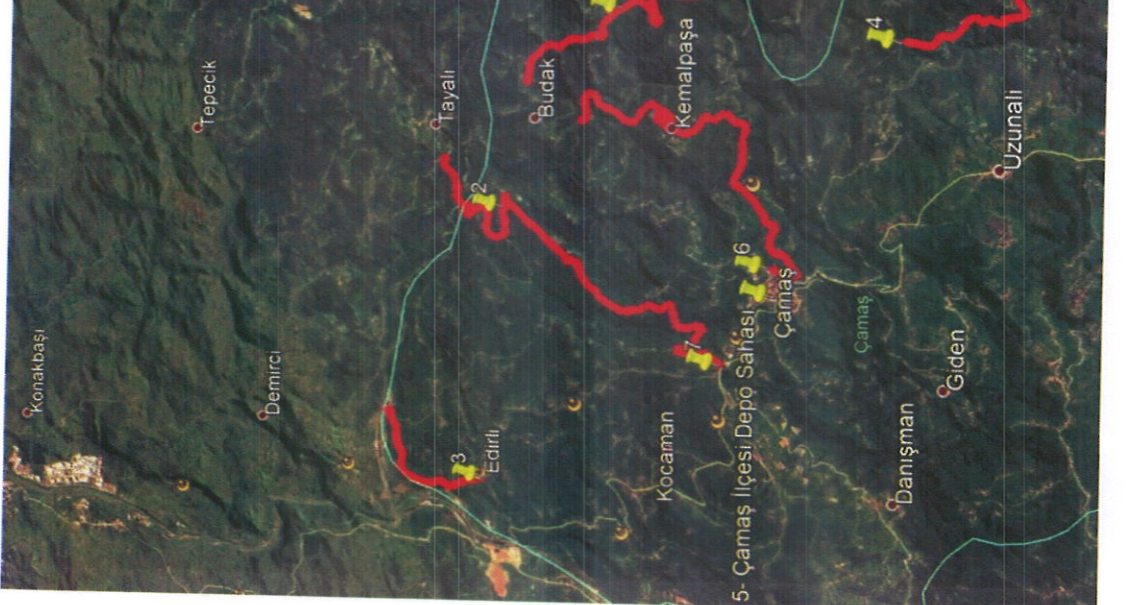 Konakbaşı
Tepecik
Demirci
Tayalı
3
2
Edirli
Budak
Kocaman
Kemalpaşa
7
5- Çamaş İlçesi Depo Sahası
6
Çamaş
Çamaş
4
Danışman
Giden
Uzunalı